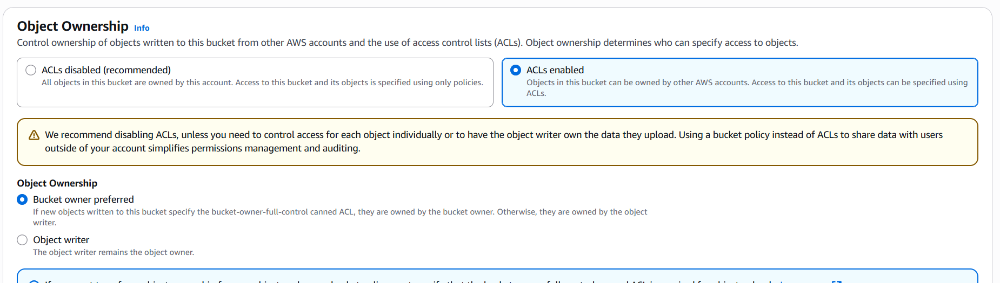 Object Ownership Info
Control ownership of objects written to this bucket from other AWS accounts and the use of access control lists (ACLs). Object ownership determines who can specify access to objects.
ACLs disabled (recommended)
All objects in this bucket are owned by this account. Access to this bucket and its objects is specified using only policies.
ACLs enabled
Objects in this bucket can be owned by other AWS accounts. Access to this bucket and its objects can be specified using
ACLs.
We recommend disabling ACLs, unless you need to control access for each object individually or to have the object writer own the data they upload. Using a bucket policy instead of ACLs to share data with users
outside of your account simplifies permissions management and auditing.
Object Ownership
Bucket owner preferred
If new objects written to this bucket specify the bucket-owner-full-control canned ACL, they are owned by the bucket owner. Otherwise, they are owned by the object
writer.
Object writer
The object writer remains the object owner.